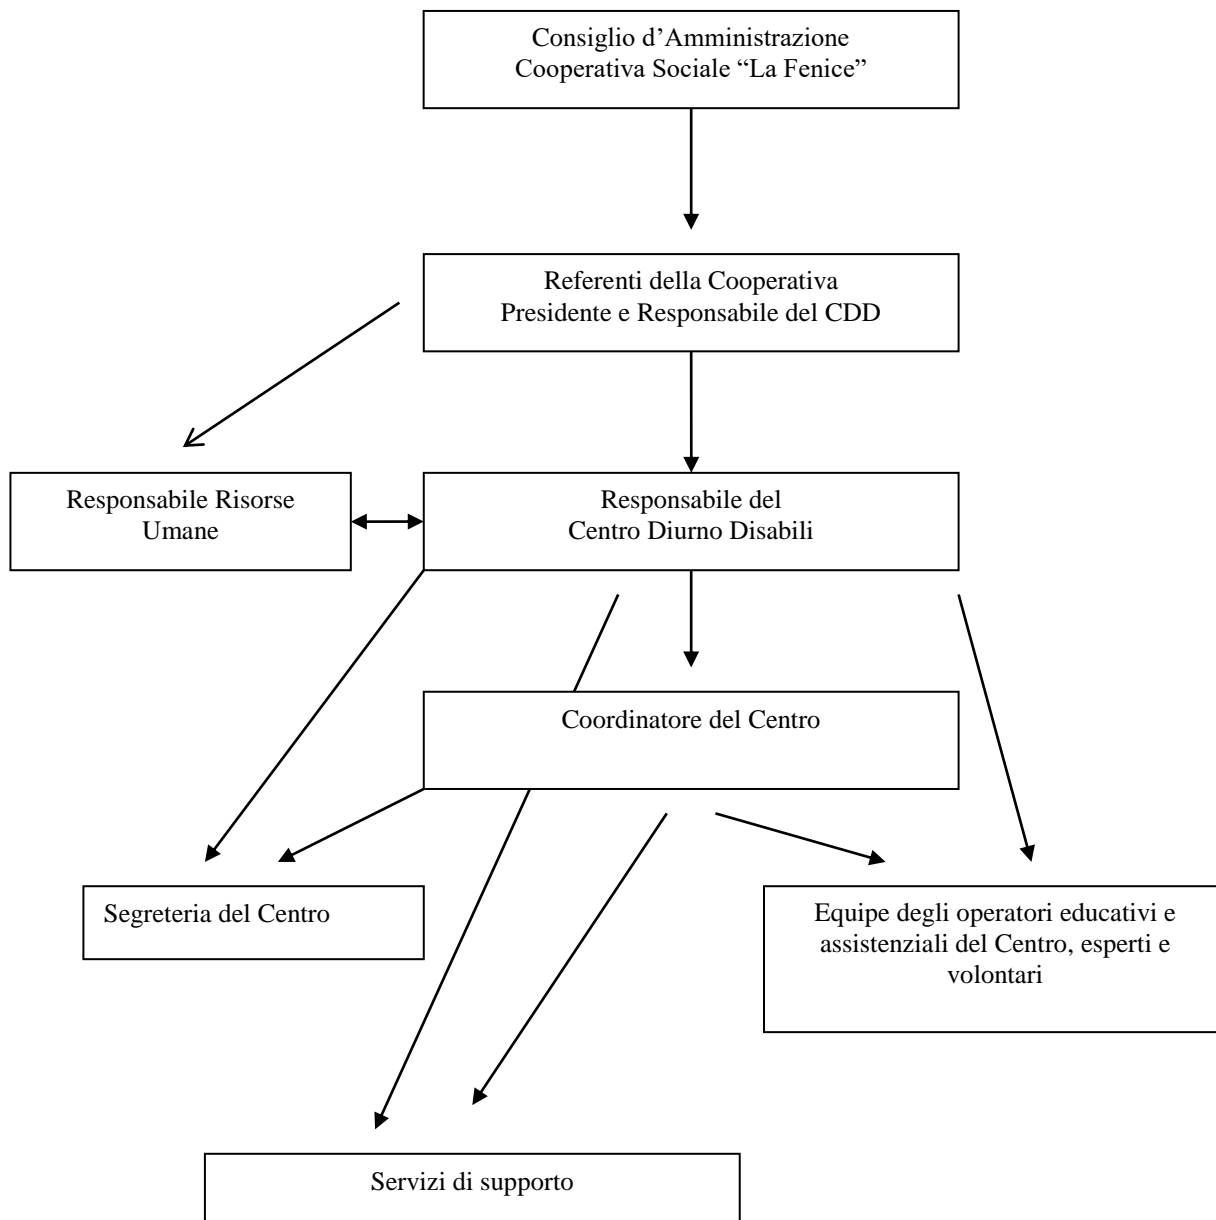 Consiglio d’Amministrazione
Cooperativa Sociale “La Fenice”
Referenti della Cooperativa
Presidente e Responsabile del CDD
Responsabile Risorse
Umane
Responsabile del
Centro Diurno Disabili
Coordinatore del Centro
Segreteria del Centro
Equipe degli operatori educativi e
assistenziali del Centro, esperti e
volontari
Servizi di supporto